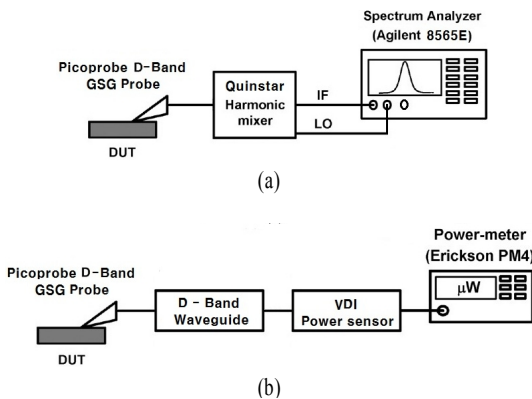 Spectrum Analyzer
(Agilent 8565E)
Picoprobe D-Band
GSG Probe
Quinstar
Harmonic
mixer
IF
LO
DUT
(a)
Power-meter
(Erickson PM4)
Picoprobe D-Band
GSG Probe
D - Band
Waveguide
VDI
Power sensor
μW
DUT
(b)